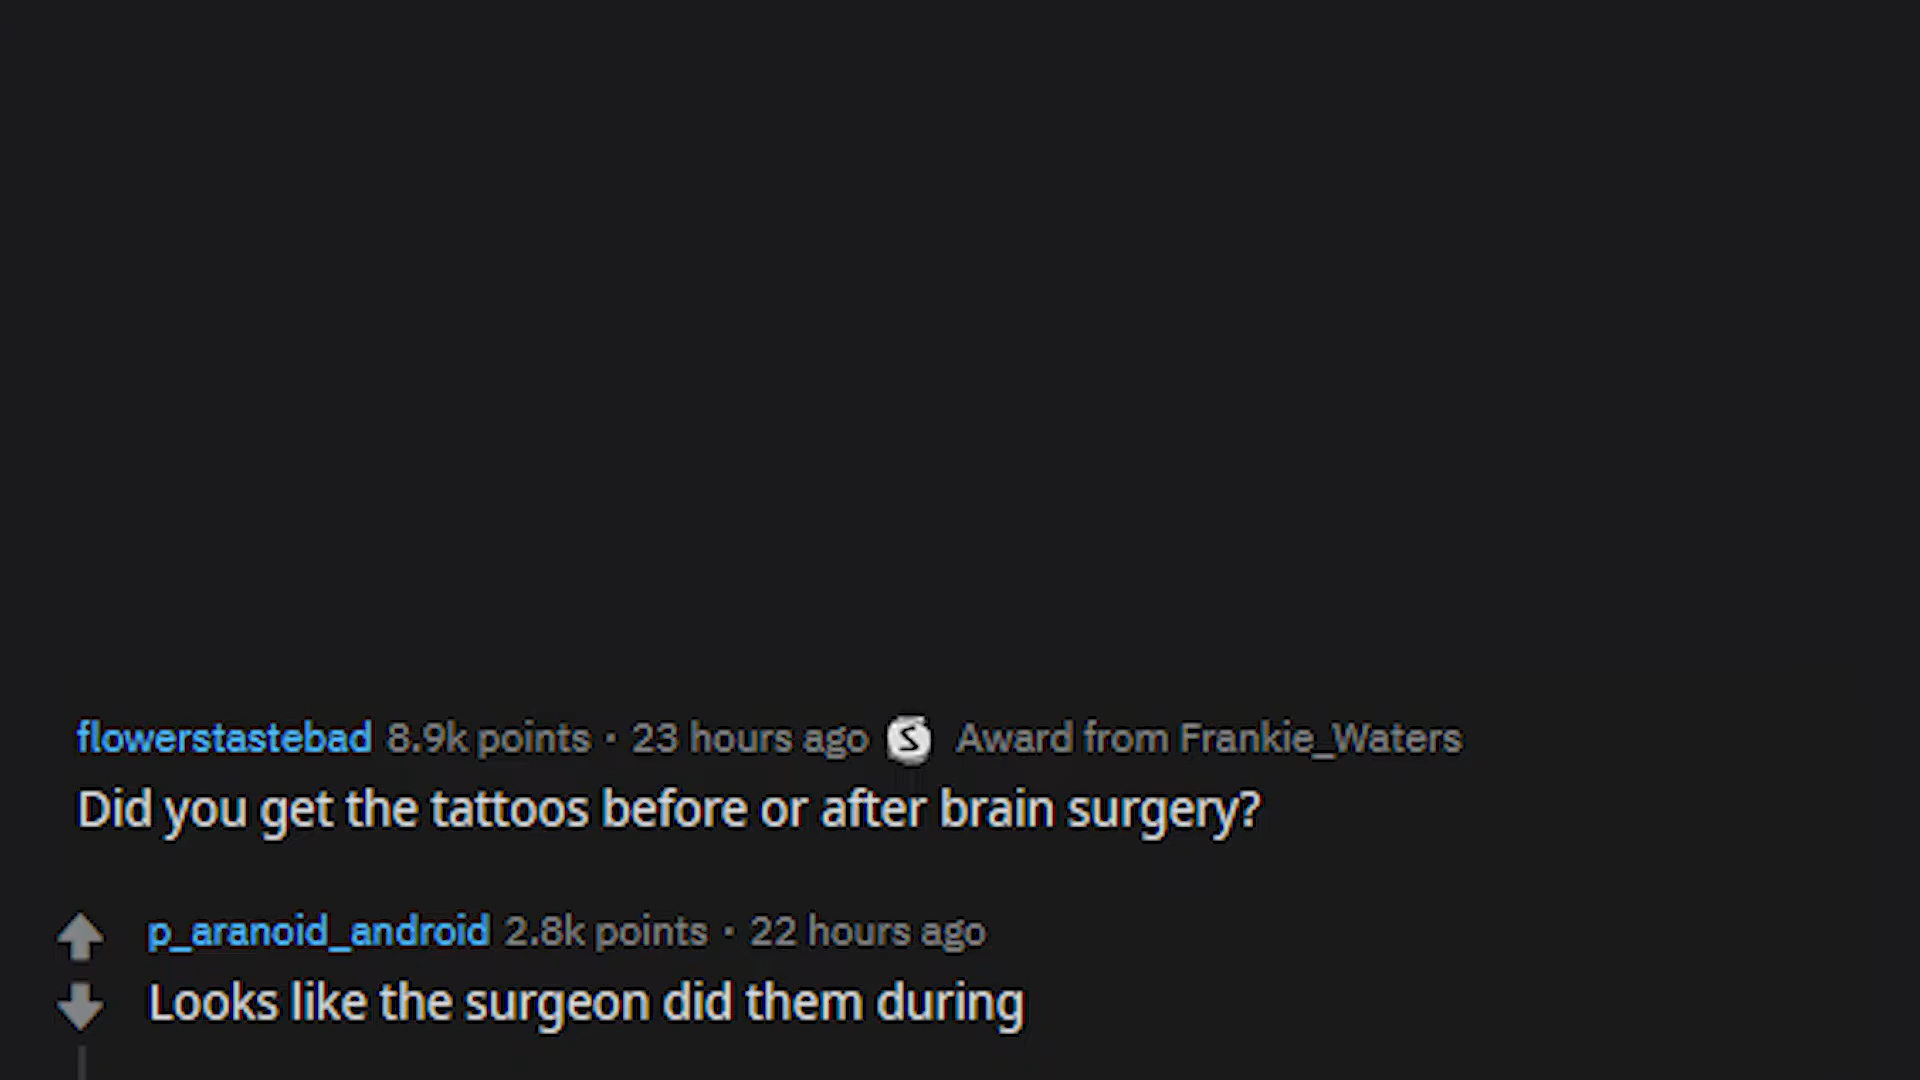 flowerstastebad 8.9k points · 23 hours ago S Award from Frankie_Waters
Did you get the tattoos before or after brain surgery?
p_aranoid_android 2.8k points · 22 hours ago
Looks like the surgeon did them during